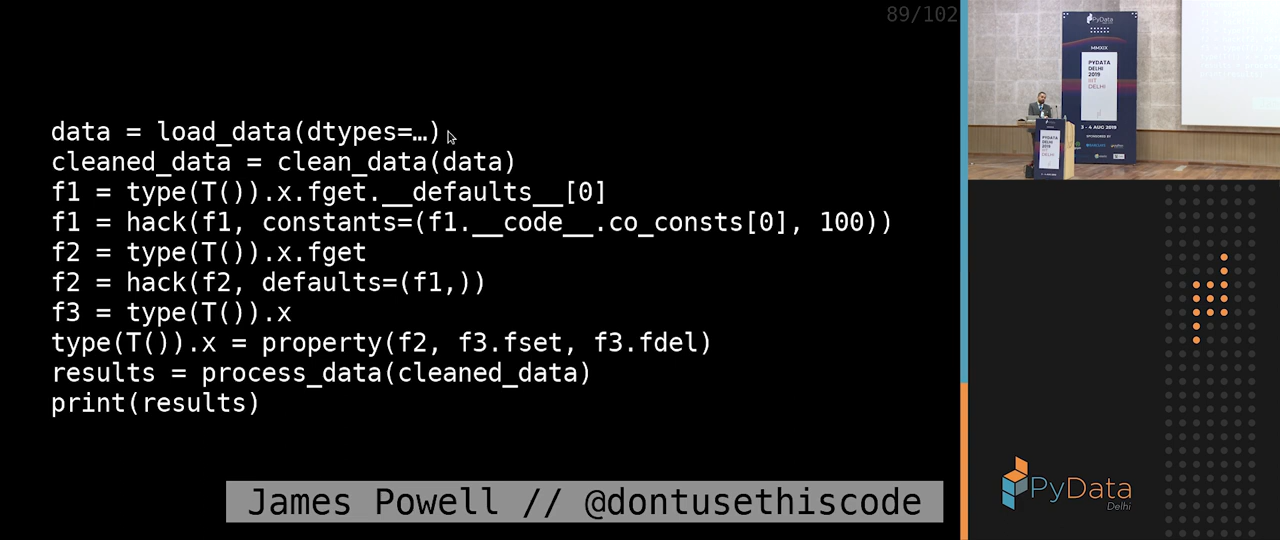 89/102
data = load_data(dtypes=…)
cleaned_data = clean_data(data)
f1 = type(T()).x.fget.__defaults__[0]
f1 = hack(f1, constants=(f1.__code__.co_consts[0], 100))
f2 = type(T()).x.fget
f2 = hack(f2, defaults=(f1,))
f3 = type(T()).x
type(T()).x = property(f2, f3.fset, f3.fdel)
results = process_data(cleaned_data)
print(results)
James Powell // @dontusethiscode
PyData
MMXIX
PYDATA
DELHI
2019
IIT
DELHI
3 - 4 AUG 2019
PyData
Delhi